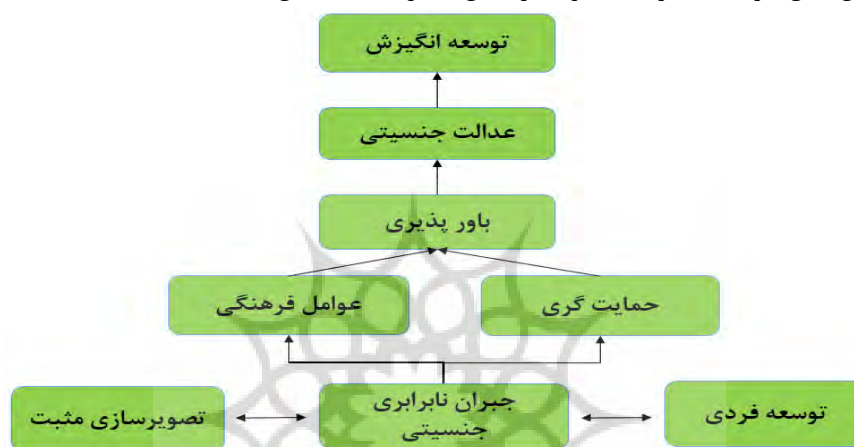 توسعه انگیزش
عدالت جنسیتی
باور پذیری
حمایت گری
عوامل فرهنگی
توسعه فردی
جبران نابرابری
جنسیتی
تصویرسازی مثبت